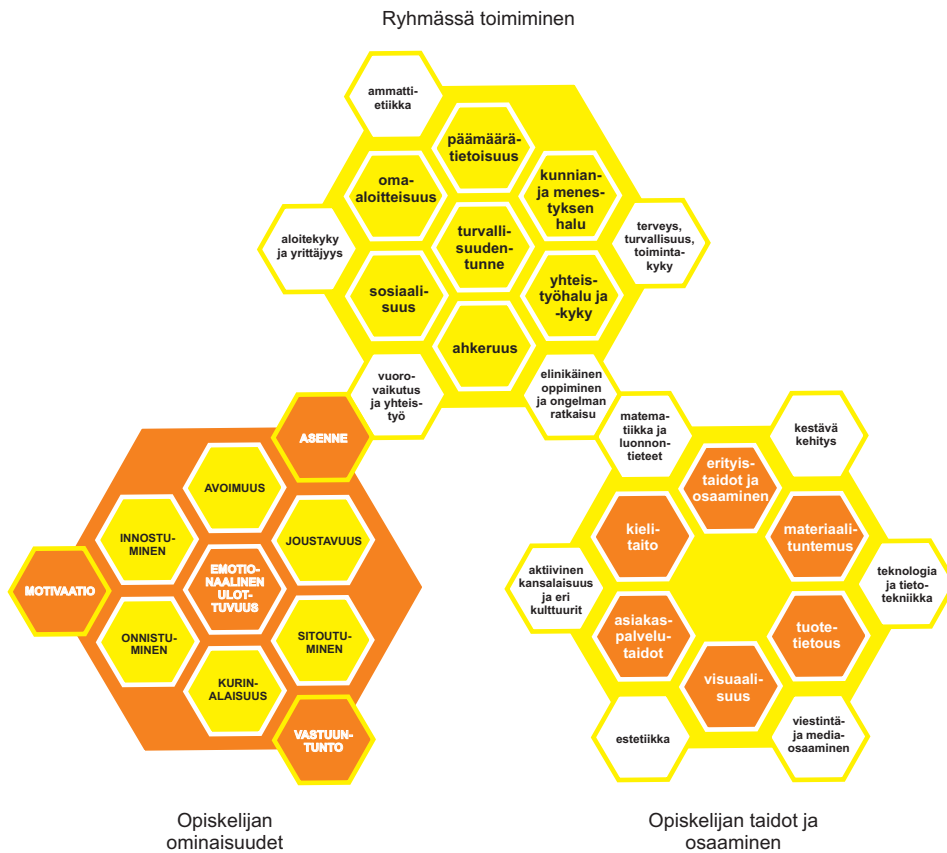 Ryhmässä toimiminen
ammatti-
etiikka
päämäärä-
tietoisuus
oma-
aloitteisuus
kunnian-
ja menes-
tyksen
halu
aloitekyky
ja yrittäjyys
turvalli-
suuden-
tunne
terveys,
turvallisuus,
toiminta-
kyky
sosiaali-
suus
yhteis-
työhalu ja
-kyky
ahkeruus
vuoro-
vaikutus
ja yhteis-
työ
elinikäinen
oppiminen
ja ongelman
ratkaisu
ASENNE
AVOIMUUS
INNOSTU-
MINEN
JOUSTAVUUS
EMOTIO-
NAALINEN
ULOT-
TUVUUS
MOTIVAATIO
ONNISTU-
MINEN
SITOUTU-
MINEN
KURIN-
ALAISUUS
VASTUUN-
TUNTO
Opiskelijan
ominaisuudet
matema-
tiikka ja
luonnon-
tieteet
kestävä
kehitys
erityis-
taidot ja
osaaminen
kieli-
taito
materiaali-
tuntemus
aktiivinen
kansalaisuus
ja eri
kulttuurit
teknologia
ja tieto-
tekniikka
asiakas-
palvelu-
taidot
tuote-
tietous
visuaali-
suus
estetiikka
viestintä-
ja media-
osaaminen
Opiskelijan taidot ja
osaaminen